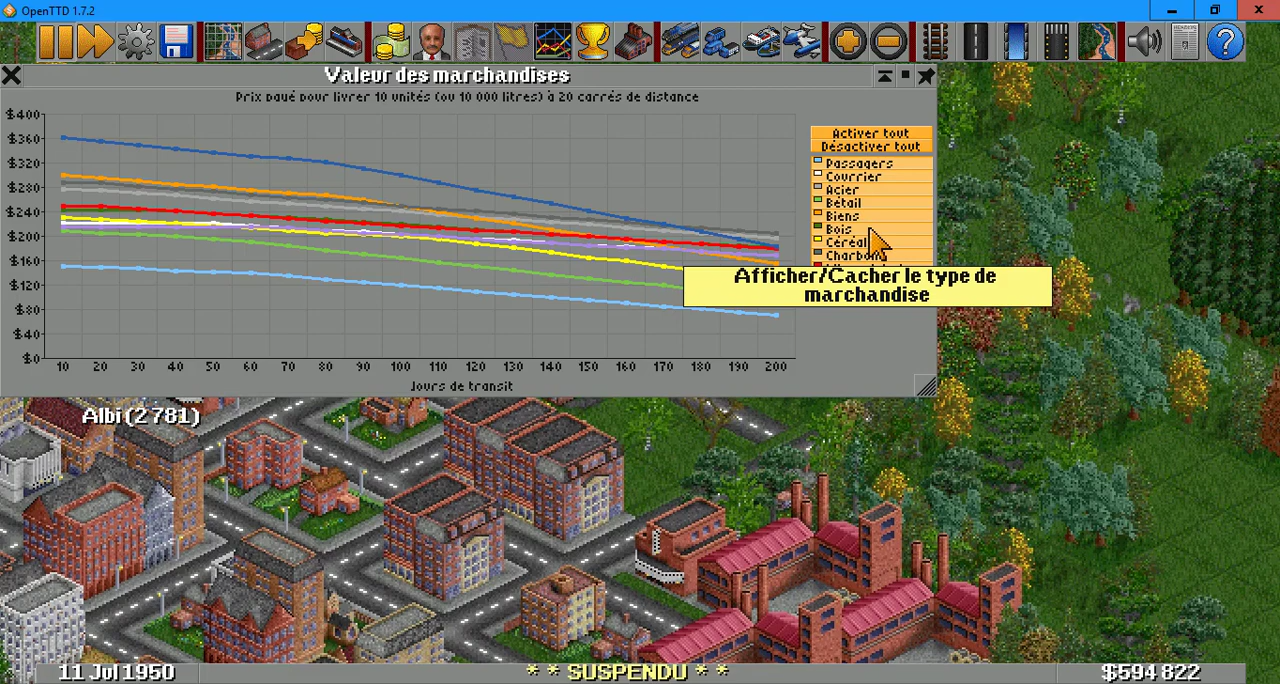 OpenTTD 1.7.2
Valeur des marchandises
Prix payé pour livrer 10 unités (ou 10 000 litres) à 20 carrés de distance
$400
$360
$320
$280
$240
$200
$160
$120
$80
$40
$0
10 20 30 40 50 60 70 80 90 100 110 120 130 140 150 160 170 180 190 200
Jours de transit
Activer tout
Désactiver tout
Passagers
Courrier
Acier
Bétail
Biens
Bois
Céréal
Charbon
Afficher/Cacher le type de
marchandise
Albi (2 781)
11 Jul 1950
* * SUSPENDU * *
$594 822